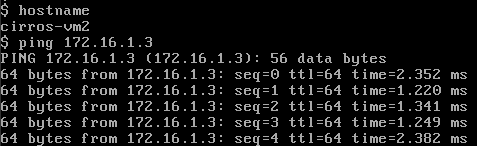 $ hostname
cirros-vm2
$ ping 172.16.1.3
PING 172.16.1.3 (172.16.1.3): 56 data bytes
64 bytes from 172.16.1.3: seq=0 ttl=64 time=2.352 ms
64 bytes from 172.16.1.3: seq=1 ttl=64 time=1.220 ms
64 bytes from 172.16.1.3: seq=2 ttl=64 time=1.341 ms
64 bytes from 172.16.1.3: seq=3 ttl=64 time=1.249 ms
64 bytes from 172.16.1.3: seq=4 ttl=64 time=2.382 ms